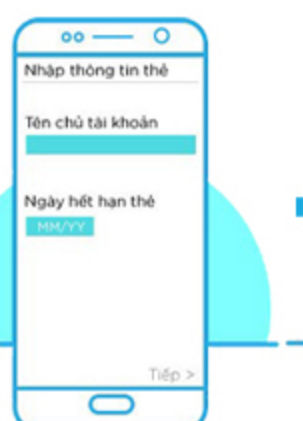 Nhập thông tin thẻ
Tên chủ tài khoản
Ngày hết hạn thẻ
MM/YY
Tiếp >